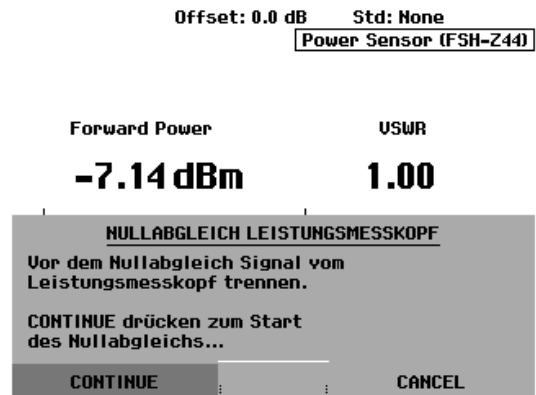 Offset: 0.0 dB Std: None
Power Sensor (FSH-Z44)
Forward Power VSWR
-7.14 dBm 1.00
NULLABGLEICH LEISTUNGSMESSKOPF
Vor dem Nullabgleich Signal vom
Leistungsmesskopf trennen.
CONTINUE drücken zum Start
des Nullabgleichs...
CONTINUE CANCEL